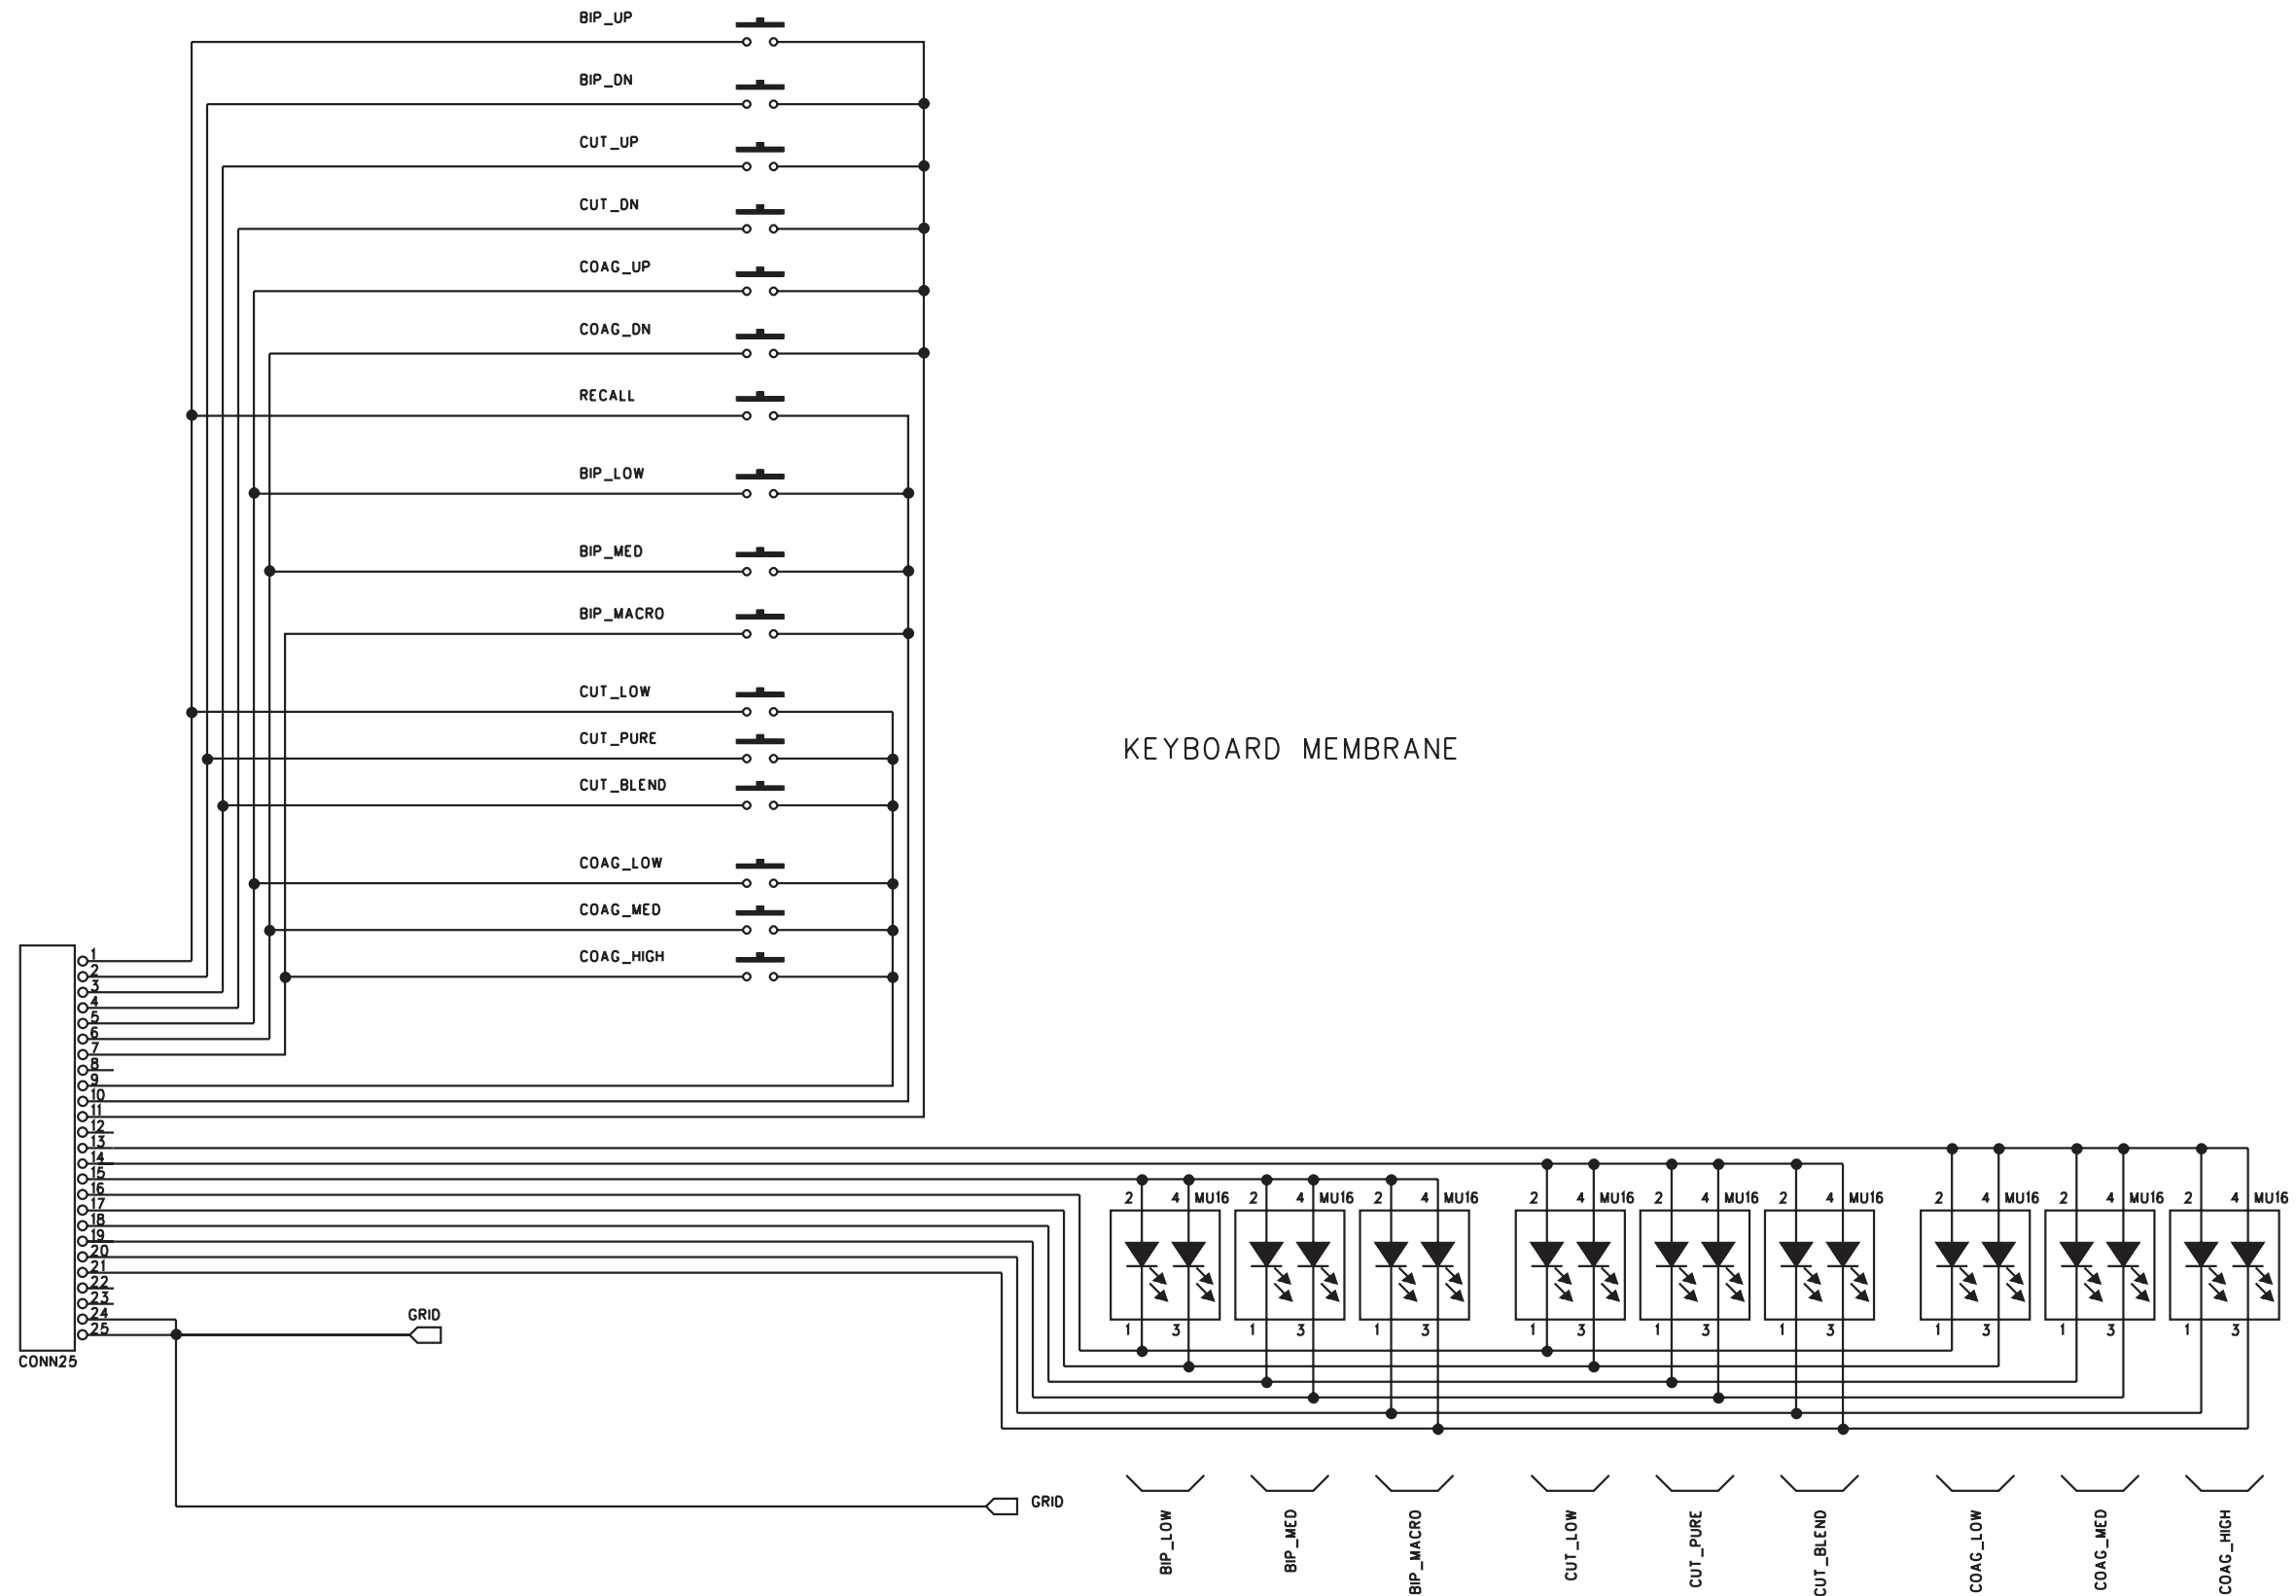 BIP_UP
BIP_DN
CUT_UP
CUT_DN
COAG_UP
COAG_DN
RECALL
BIP_LOW
BIP_MED
BIP_MACRO
CUT_LOW
CUT_PURE
CUT_BLEND
COAG_LOW
COAG_MED
COAG_HIGH
KEYBOARD MEMBRANE
1
2
3
4
5
6
7
8
9
10
11
12
13
14
15
16
17
18
19
20
21
22
23
24
25
CONN25
GRID
GRID
2 4 MU16 2 4 MU16 2 4 MU16 2 4 MU16 2 4 MU16 2 4 MU16 2 4 MU16 2 4 MU16 2 4 MU16
1 3 1 3 1 3 1 3 1 3 1 3 1 3 1 3 1 3
BIP_LOW
BIP_MED
BIP_MACRO
CUT_LOW
CUT_PURE
CUT_BLEND
COAG_LOW
COAG_MED
COAG_HIGH